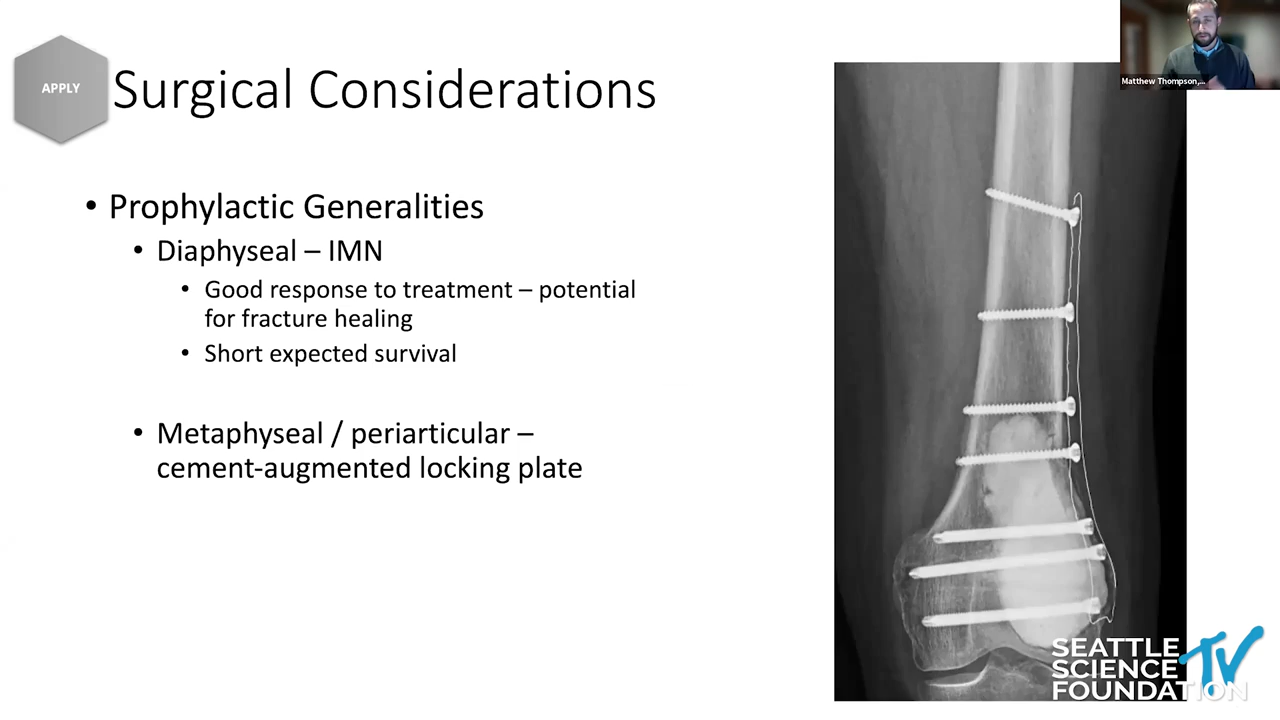 APPLY
Surgical Considerations
• Prophylactic Generalities
• Diaphyseal – IMN
• Good response to treatment – potential
for fracture healing
• Short expected survival
• Metaphyseal / periarticular –
cement-augmented locking plate
Matthew Thompson,...
SEATTLE
SCIENCE
FOUNDATION
TV